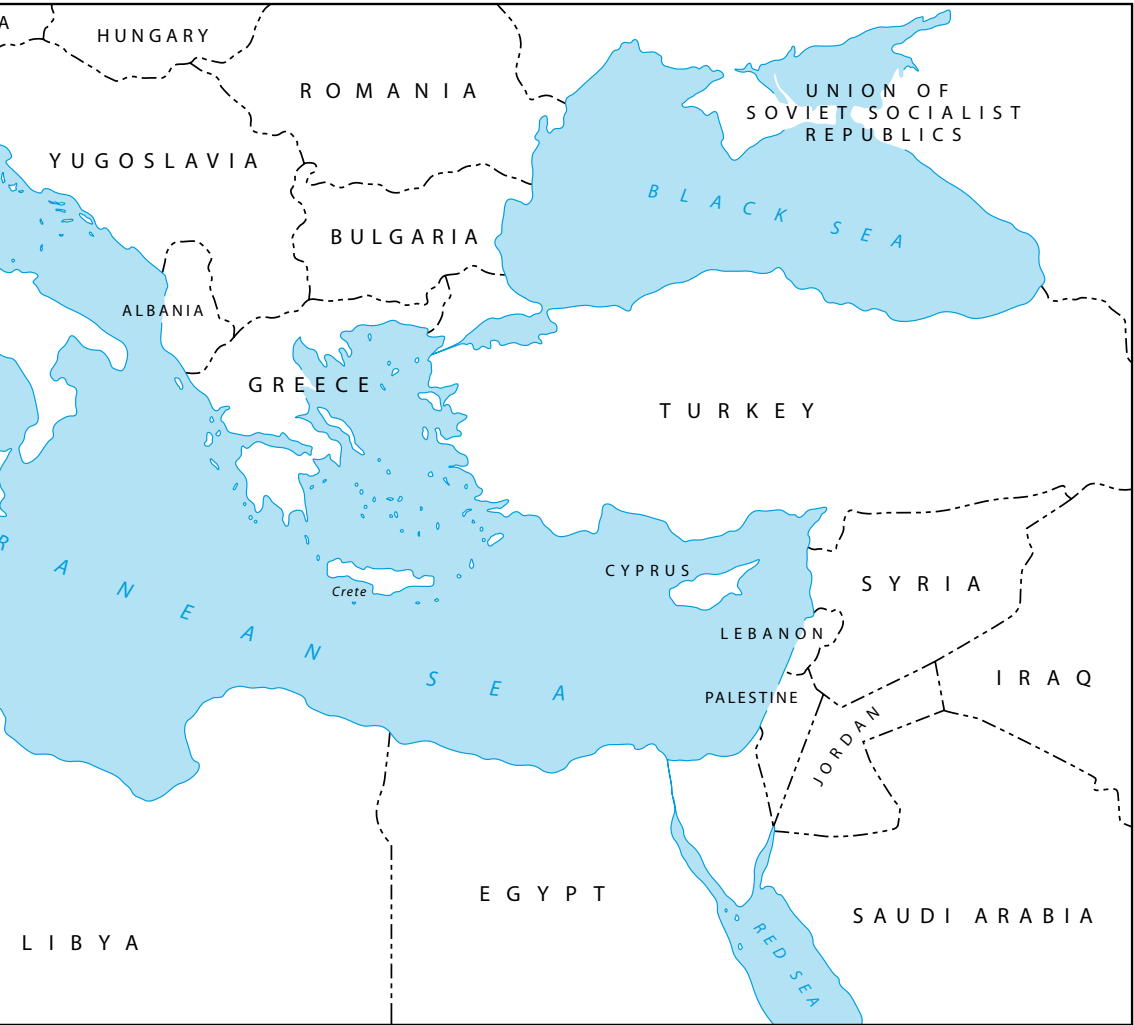 A
HUNGARY
ROMANIA
UNION OF
SOVIET SOCIALIST
REPUBLICS
YUGOSLAVIA
BLACK SEA
BULGARIA
ALBANIA
GREECE
TURKEY
RANEAN SEA
CYPRUS
Crete
SYRIA
LEBANON
IRAQ
PALESTINE
JORDAN
EGYPT
SAUDI ARABIA
LIBYA
RED SEA